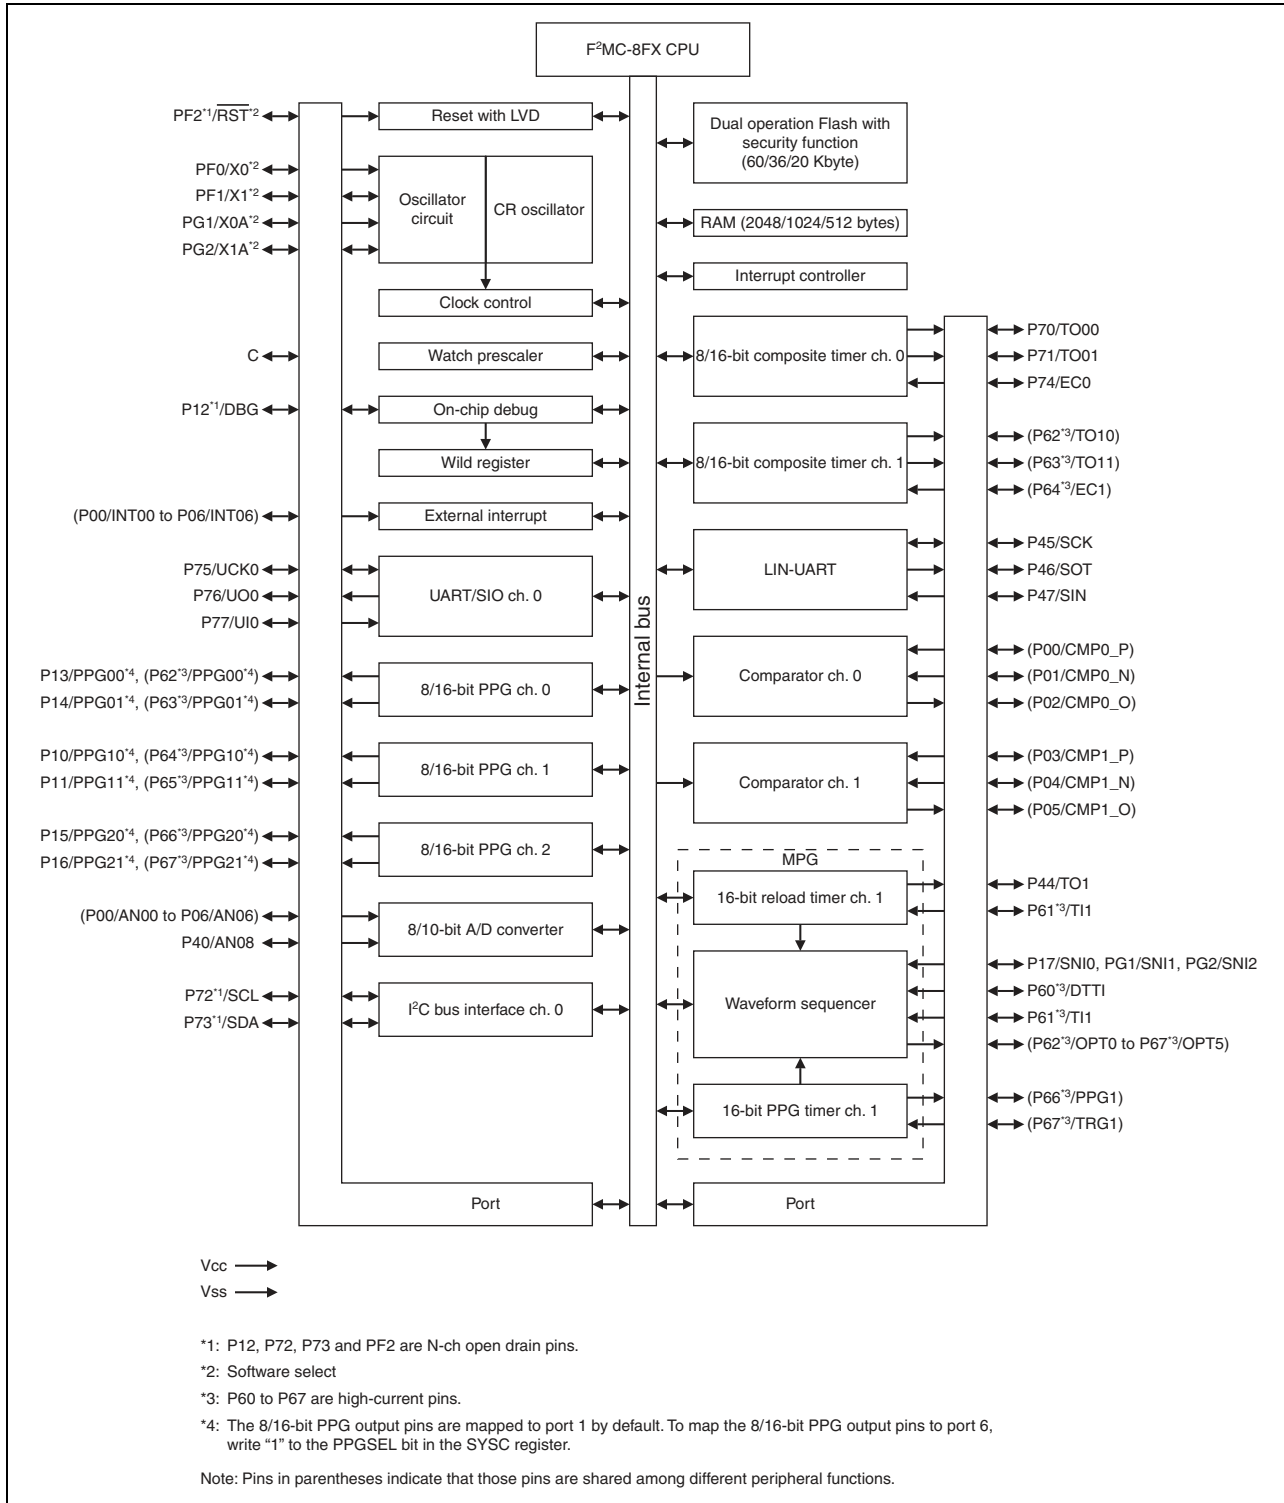 F²MC-8FX CPU
PF2*1/RST*2
Reset with LVD
Dual operation Flash with
security function
(60/36/20 Kbyte)
PF0/X0*2
PF1/X1*2
PG1/X0A*2
PG2/X1A*2
Oscillator
circuit
CR oscillator
RAM (2048/1024/512 bytes)
Interrupt controller
Clock control
C
Watch prescaler
8/16-bit composite timer ch. 0
P70/TO00
P71/TO01
P74/EC0
P12*1/DBG
On-chip debug
Wild register
8/16-bit composite timer ch. 1
(P62*3/TO10)
(P63*3/TO11)
(P64*3/EC1)
(P00/INT00 to P06/INT06)
External interrupt
P75/UCK0
P76/UO0
P77/UI0
UART/SIO ch. 0
Internal bus
LIN-UART
P45/SCK
P46/SOT
P47/SIN
P13/PPG00*4, (P62*3/PPG00*4)
P14/PPG01*4, (P63*3/PPG01*4)
8/16-bit PPG ch. 0
Comparator ch. 0
(P00/CMP0_P)
(P01/CMP0_N)
(P02/CMP0_O)
P10/PPG10*4, (P64*3/PPG10*4)
P11/PPG11*4, (P65*3/PPG11*4)
8/16-bit PPG ch. 1
Comparator ch. 1
(P03/CMP1_P)
(P04/CMP1_N)
(P05/CMP1_O)
P15/PPG20*4, (P66*3/PPG20*4)
P16/PPG21*4, (P67*3/PPG21*4)
8/16-bit PPG ch. 2
MPG
16-bit reload timer ch. 1
P44/TO1
P61*3/TI1
(P00/AN00 to P06/AN06)
P40/AN08
8/10-bit A/D converter
Waveform sequencer
P17/SNI0, PG1/SNI1, PG2/SNI2
P60*3/DTTI
P61*3/TI1
(P62*3/OPT0 to P67*3/OPT5)
P72*1/SCL
P73*1/SDA
I²C bus interface ch. 0
16-bit PPG timer ch. 1
(P66*3/PPG1)
(P67*3/TRG1)
Port
Port
Vcc
Vss
*1: P12, P72, P73 and PF2 are N-ch open drain pins.
*2: Software select
*3: P60 to P67 are high-current pins.
*4: The 8/16-bit PPG output pins are mapped to port 1 by default. To map the 8/16-bit PPG output pins to port 6,
write “1” to the PPGSEL bit in the SYSC register.
Note: Pins in parentheses indicate that those pins are shared among different peripheral functions.